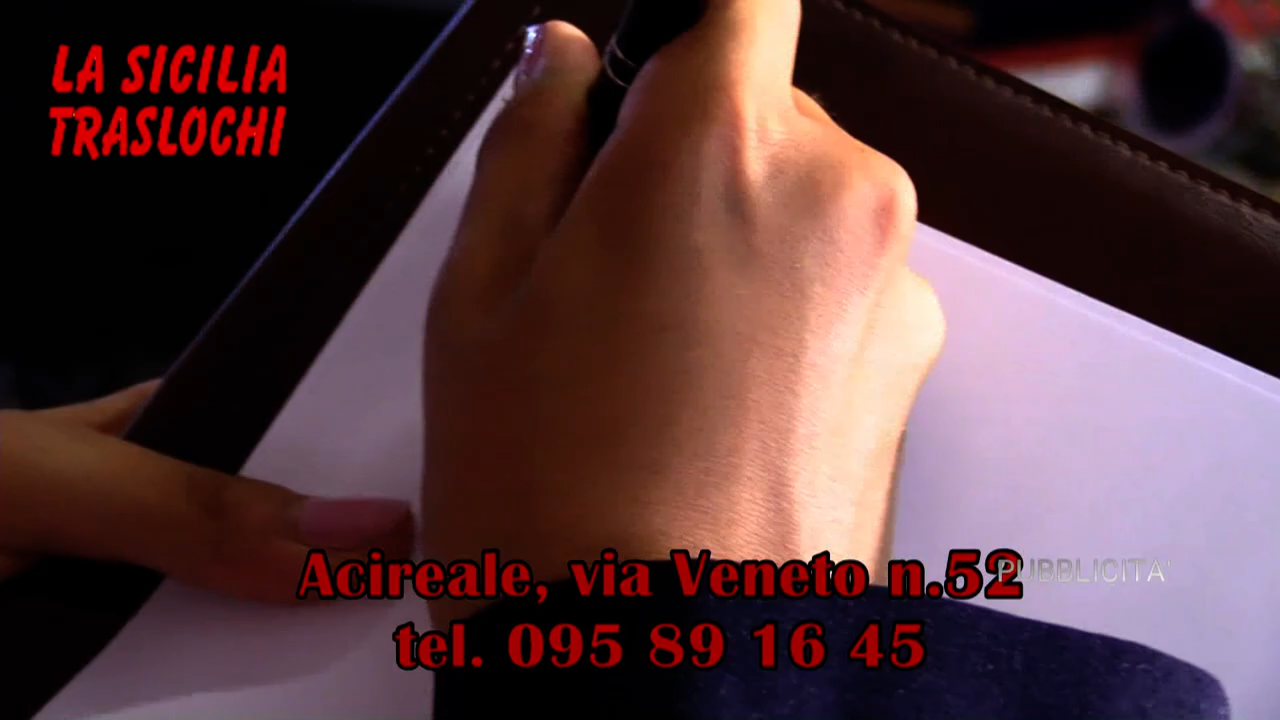 LA SICILIA
TRASLOCHI
Acireale, via Veneto n.52
PUBBLICITA'
tel. 095 89 16 45